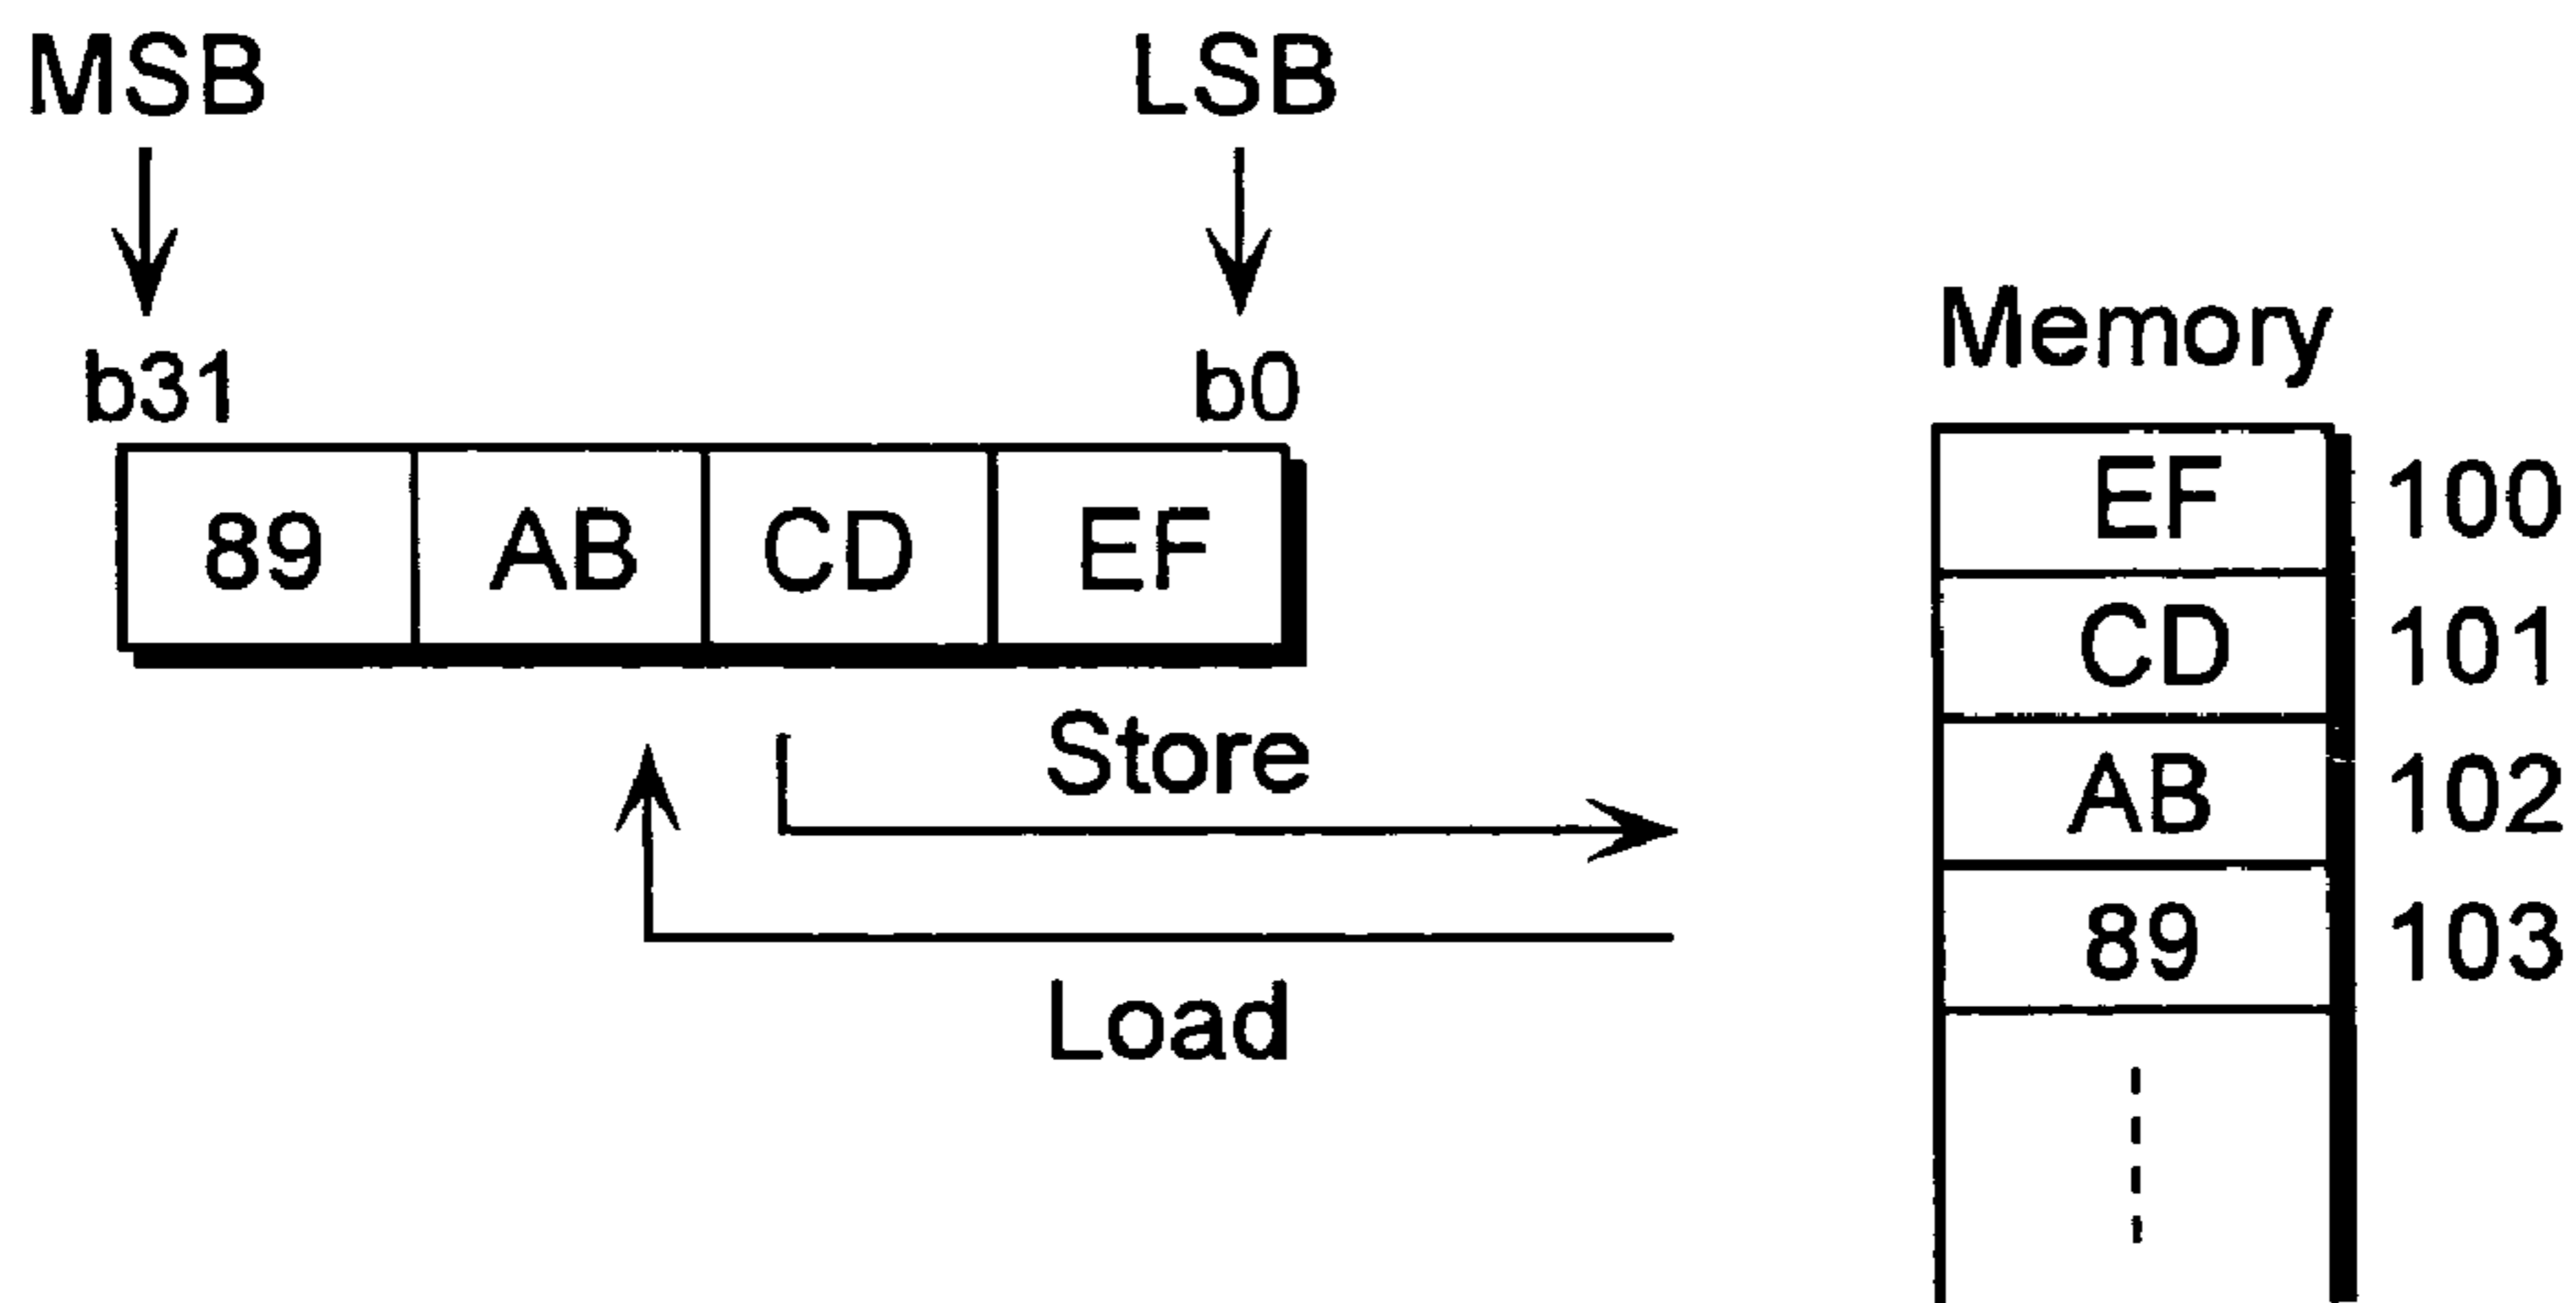 MSB LSB
b31 b0
89 AB CD EF
Store
Load
Memory
EF 100
CD 101
AB 102
89 103